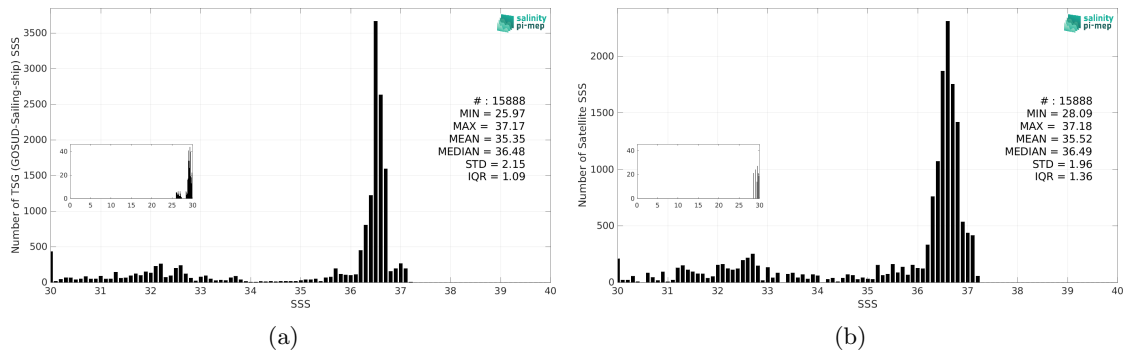 salinity
pi-mep
3500
3000
2500
2000
1500
1000
500
0
Number of TSG (GOSUD-Sailing-ship) SSS
# : 15888
MIN = 25.97
MAX = 37.17
MEAN = 35.35
MEDIAN = 36.48
STD = 2.15
IQR = 1.09
40
20
0
0 5 10 15 20 25 30
30 31 32 33 34 35 36 37 38 39 40
SSS
(a)
salinity
pi-mep
2000
1500
1000
500
0
Number of Satellite SSS
# : 15888
MIN = 28.09
MAX = 37.18
MEAN = 35.52
MEDIAN = 36.49
STD = 1.96
IQR = 1.36
40
20
0
0 5 10 15 20 25 30
30 31 32 33 34 35 36 37 38 39 40
SSS
(b)